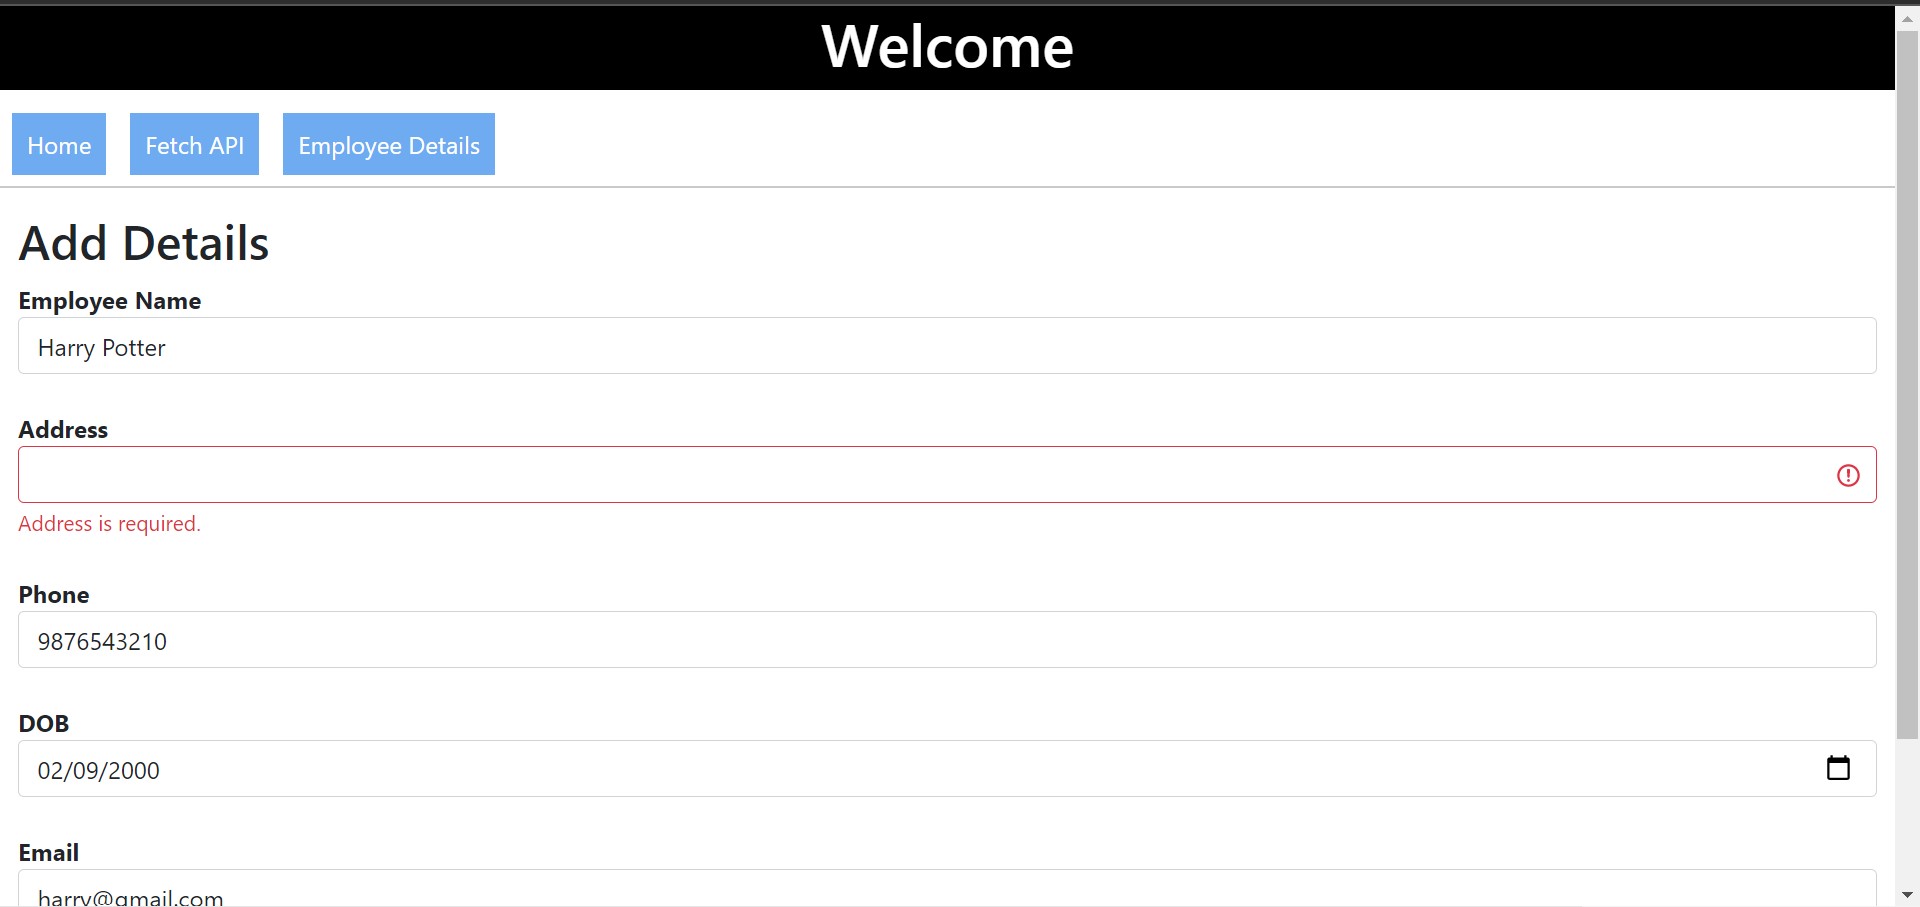 Welcome
Home Fetch API Employee Details
Add Details
Employee Name
Harry Potter
Address
Address is required.
Phone
9876543210
DOB
02/09/2000
Email
harry@gmail.com